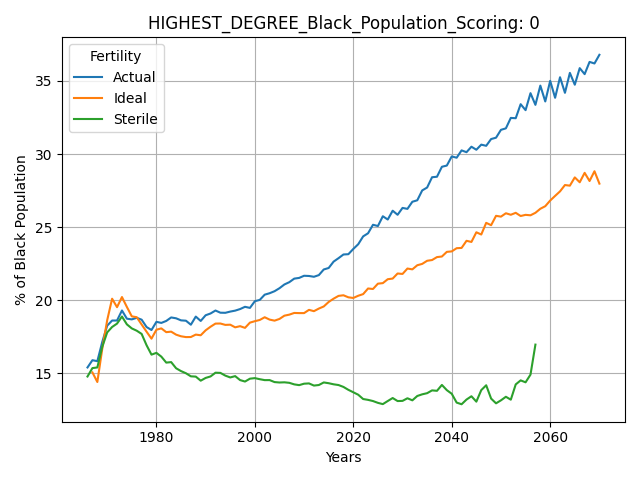 HIGHEST_DEGREE_Black_Population_Scoring: 0
Fertility
Actual
Ideal
Sterile
% of Black Population
35
30
25
20
15
1980
2000
2020
2040
2060
Years